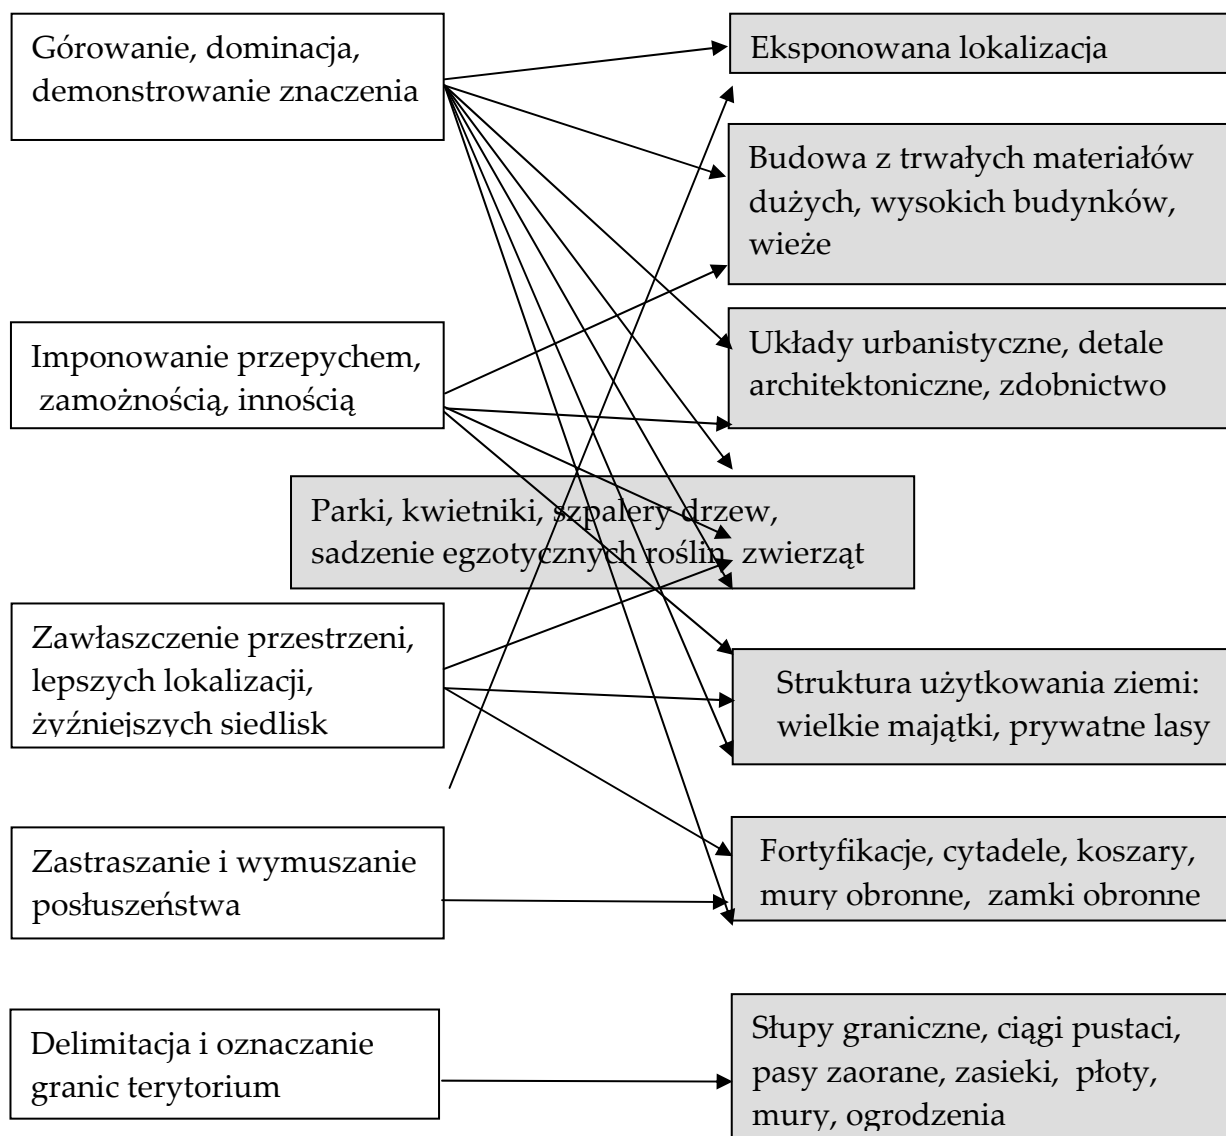 Górowanie, dominacja,
demonstrowanie znaczenia
Eksponowana lokalizacja
Budowa z trwałych materiałów
dużych, wysokich budynków,
wieże
Imponowanie przepychem,
zamożnością, innością
Układy urbanistyczne, detale
architektoniczne, zdobnictwo
Parki, kwietniki, szpalery drzew,
sadzenie egzotycznych roślin zwierząt
Zawłaszczenie przestrzeni,
lepszych lokalizacji,
żyźniejszych siedlisk
Struktura użytkowania ziemi:
wielkie majątki, prywatne lasy
Zastraszanie i wymuszanie
posłuszeństwa
Fortyfikacje, cytadele, koszary,
mury obronne, zamki obronne
Delimitacja i oznaczanie
granic terytorium
Słupy graniczne, ciągi pustaci,
pasy zaorane, zasieki, płoty,
mury, ogrodzenia